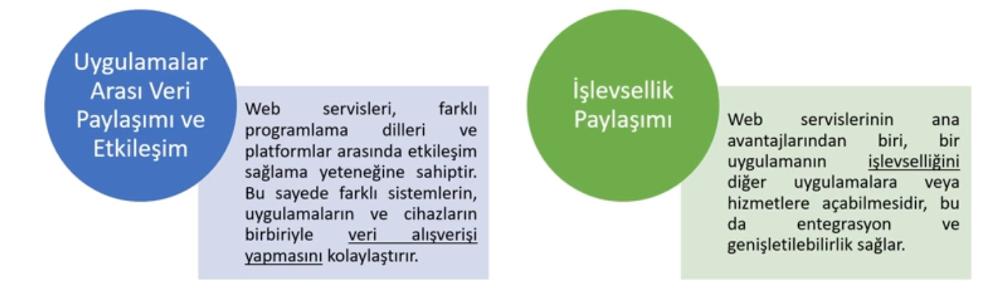 Uygulamalar
Arası Veri
Paylaşımı ve
Etkileşim
Web servisleri, farklı
programlama dilleri ve
platformlar arasında etkileşim
sağlama yeteneğine sahiptir.
Bu sayede farklı sistemlerin,
uygulamaların ve cihazların
birbiriyle veri alışverişi
yapmasını kolaylaştırır.
İşlevsellik
Paylaşımı
Web servislerinin ana
avantajlarından biri, bir
uygulamanın işlevselliğini
diğer uygulamalara veya
hizmetlere açabilmesidir, bu
da entegrasyon ve
genişletilebilirlik sağlar.